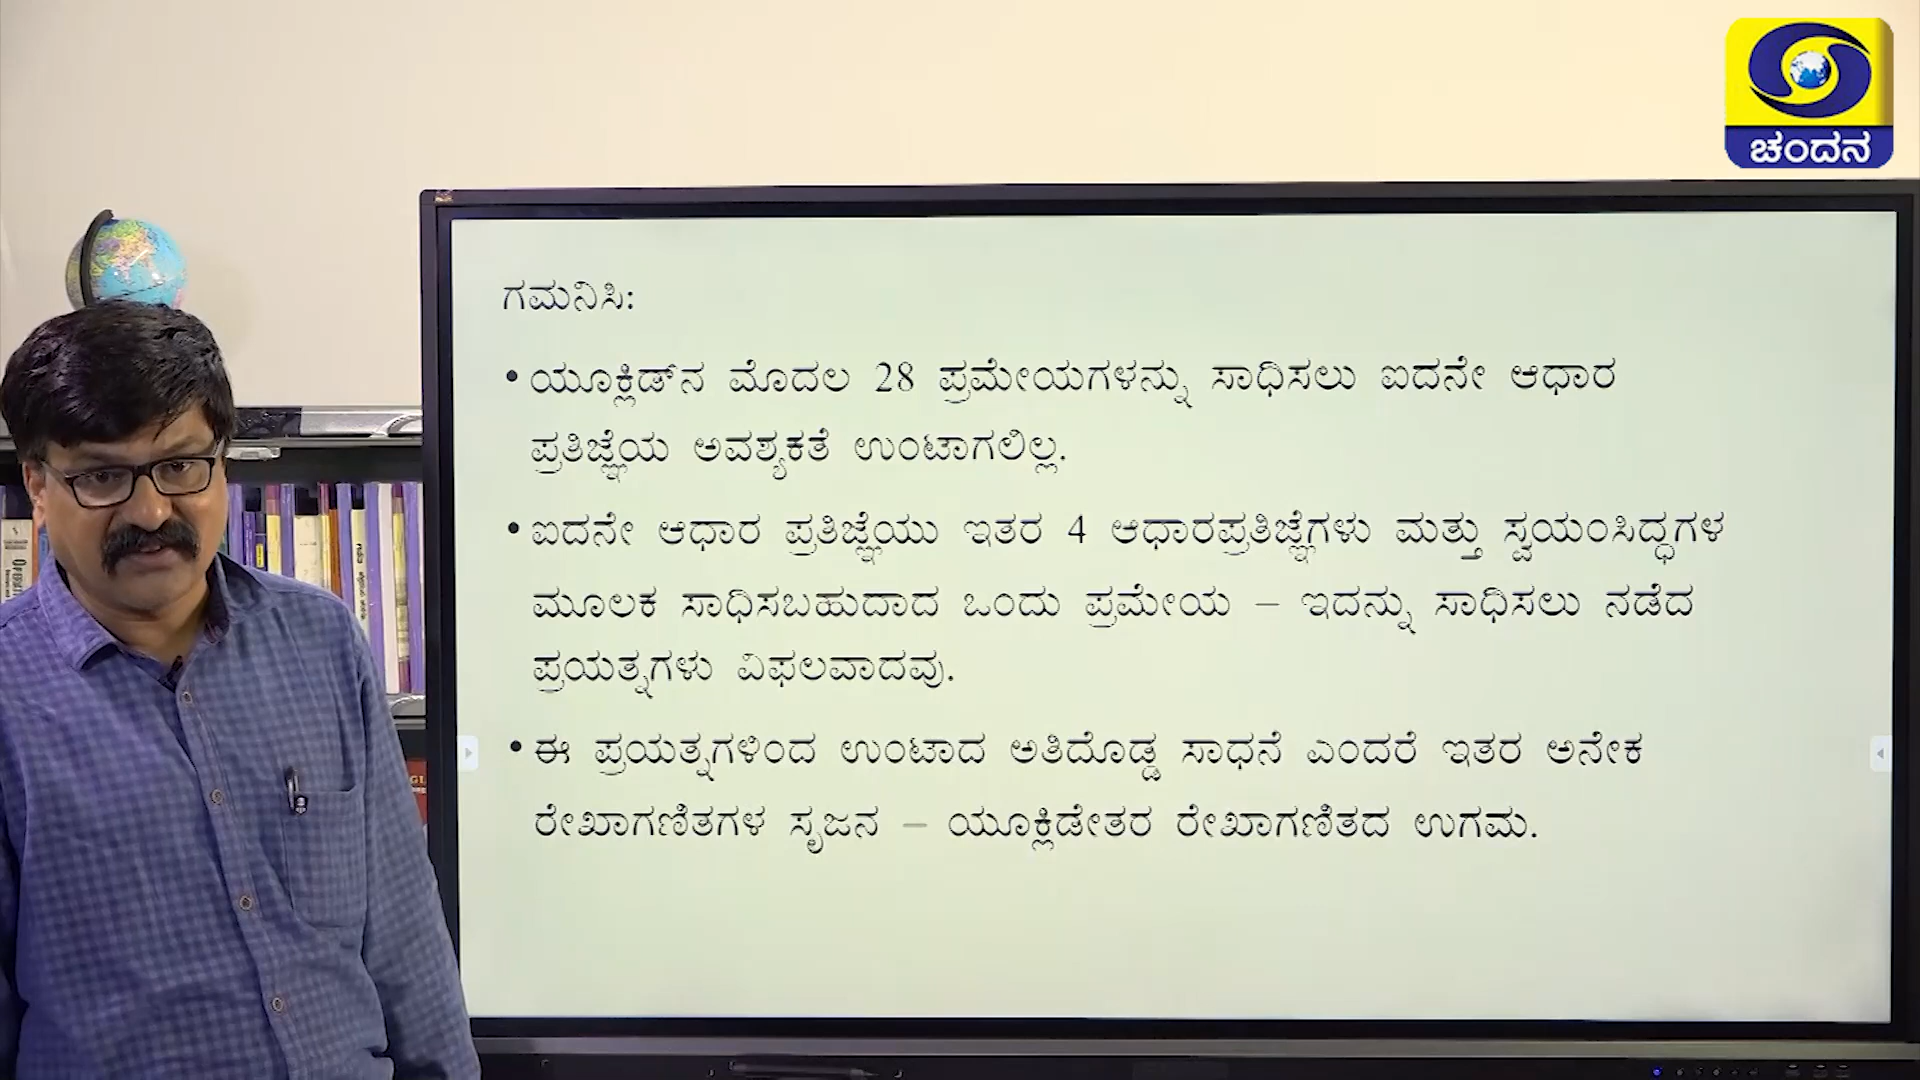 ಚಂದನ
ಗಮನಿಸಿ:
• ಯೂಕ್ಲಿಡ್‌ನ ಮೊದಲ 28 ಪ್ರಮೇಯಗಳನ್ನು ಸಾಧಿಸಲು ಐದನೇ ಆಧಾರ
ಪ್ರತಿಜ್ಞೆಯ ಅವಶ್ಯಕತೆ ಉಂಟಾಗಲಿಲ್ಲ.
• ಐದನೇ ಆಧಾರ ಪ್ರತಿಜ್ಞೆಯು ಇತರ 4 ಆಧಾರಪ್ರತಿಜ್ಞೆಗಳು ಮತ್ತು ಸ್ವಯಂಸಿದ್ಧಗಳ
ಮೂಲಕ ಸಾಧಿಸಬಹುದಾದ ಒಂದು ಪ್ರಮೇಯ – ಇದನ್ನು ಸಾಧಿಸಲು ನಡೆದ
ಪ್ರಯತ್ನಗಳು ವಿಫಲವಾದವು.
• ಈ ಪ್ರಯತ್ನಗಳಿಂದ ಉಂಟಾದ ಅತಿದೊಡ್ಡ ಸಾಧನೆ ಎಂದರೆ ಇತರ ಅನೇಕ
ರೇಖಾಗಣಿತಗಳ ಸೃಜನ – ಯೂಕ್ಲಿಡೇತರ ರೇಖಾಗಣಿತದ ಉಗಮ.